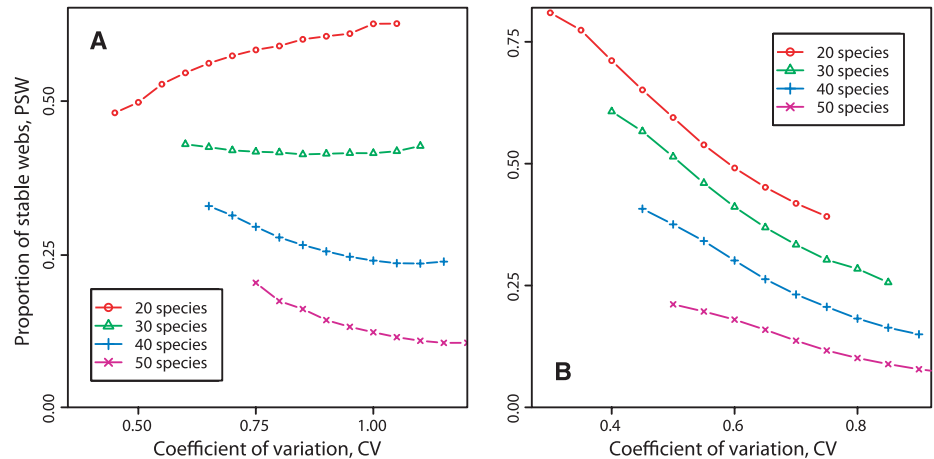 A
Proportion of stable webs, PSW
0.50
0.25
0.00
20 species
30 species
40 species
50 species
0.50 0.75 1.00
Coefficient of variation, CV
B
0.75
0.50
0.25
0.00
20 species
30 species
40 species
50 species
0.4 0.6 0.8
Coefficient of variation, CV